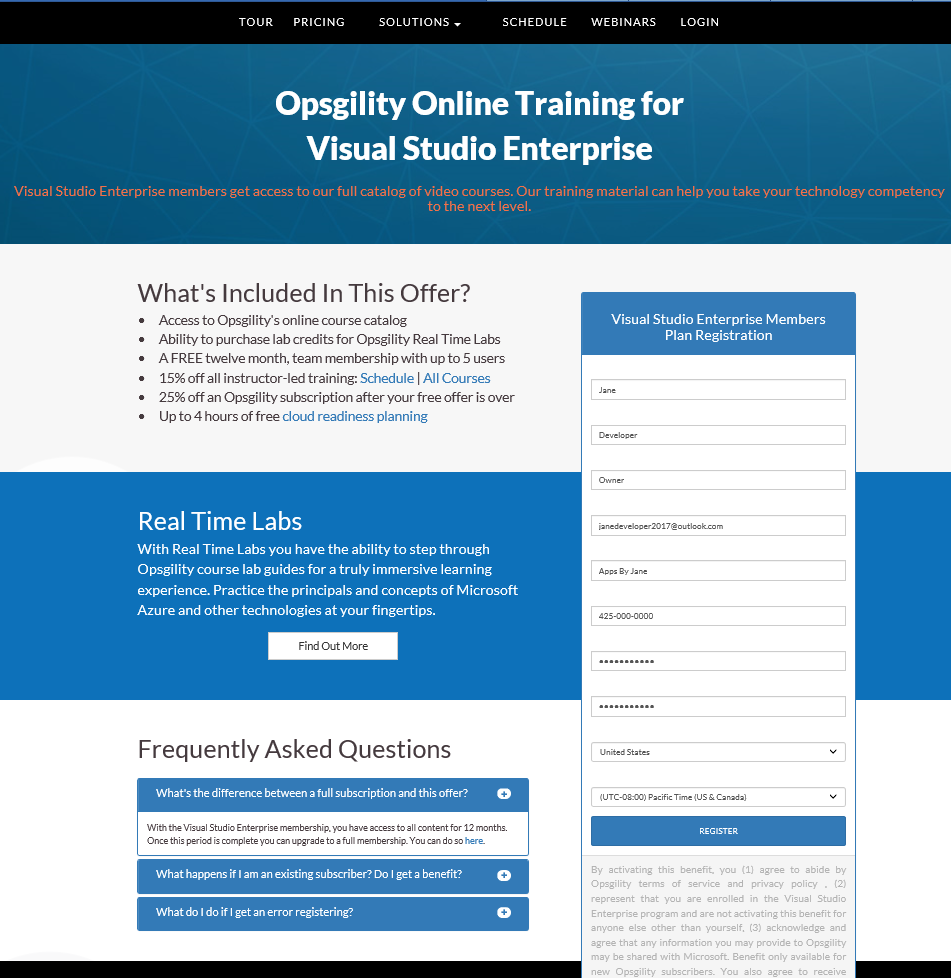 TOUR PRICING SOLUTIONS SCHEDULE WEBINARS LOGIN
Opsgility Online Training for
Visual Studio Enterprise
Visual Studio Enterprise members get access to our full catalog of video courses. Our training material can help you take your technology competency
to the next level.
What's Included In This Offer?
• Access to Opsgility's online course catalog
• Ability to purchase lab credits for Opsgility Real Time Labs
• A FREE twelve month, team membership with up to 5 users
• 15% off all instructor-led training: Schedule | All Courses
• 25% off an Opsgility subscription after your free offer is over
• Up to 4 hours of free cloud readiness planning
Real Time Labs
With Real Time Labs you have the ability to step through
Opsgility course lab guides for a truly immersive learning
experience. Practice the principals and concepts of Microsoft
Azure and other technologies at your fingertips.
Find Out More
Frequently Asked Questions
What's the difference between a full subscription and this offer?
With the Visual Studio Enterprise membership, you have access to all content for 12 months.
Once this period is complete you can upgrade to a full membership. You can do so here.
What happens if I am an existing subscriber? Do I get a benefit?
What do I do if I get an error registering?
Visual Studio Enterprise Members
Plan Registration
Jane
Developer
Owner
janedeveloper2017@outlook.com
Apps By Jane
425-000-0000
•••••••••••
•••••••••••
United States
(UTC-08:00) Pacific Time (US & Canada)
REGISTER
By activating this benefit, you (1) agree to abide by
Opsgility terms of service and privacy policy , (2)
represent that you are enrolled in the Visual Studio
Enterprise program and are not activating this benefit for
anyone else other than yourself, (3) acknowledge and
agree that any information you may provide to Opsgility
may be shared with Microsoft. Benefit only available for
new Opsgility subscribers. You also agree to receive